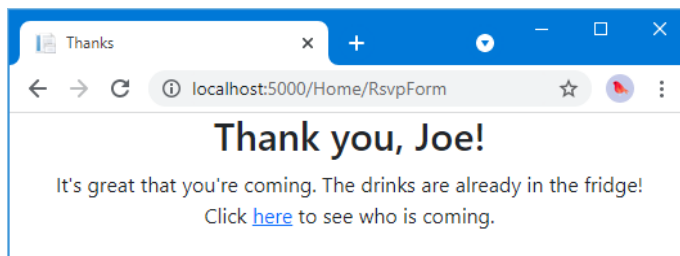 Thanks
localhost:5000/Home/RsvpForm
Thank you, Joe!
It's great that you're coming. The drinks are already in the fridge!
Click here to see who is coming.